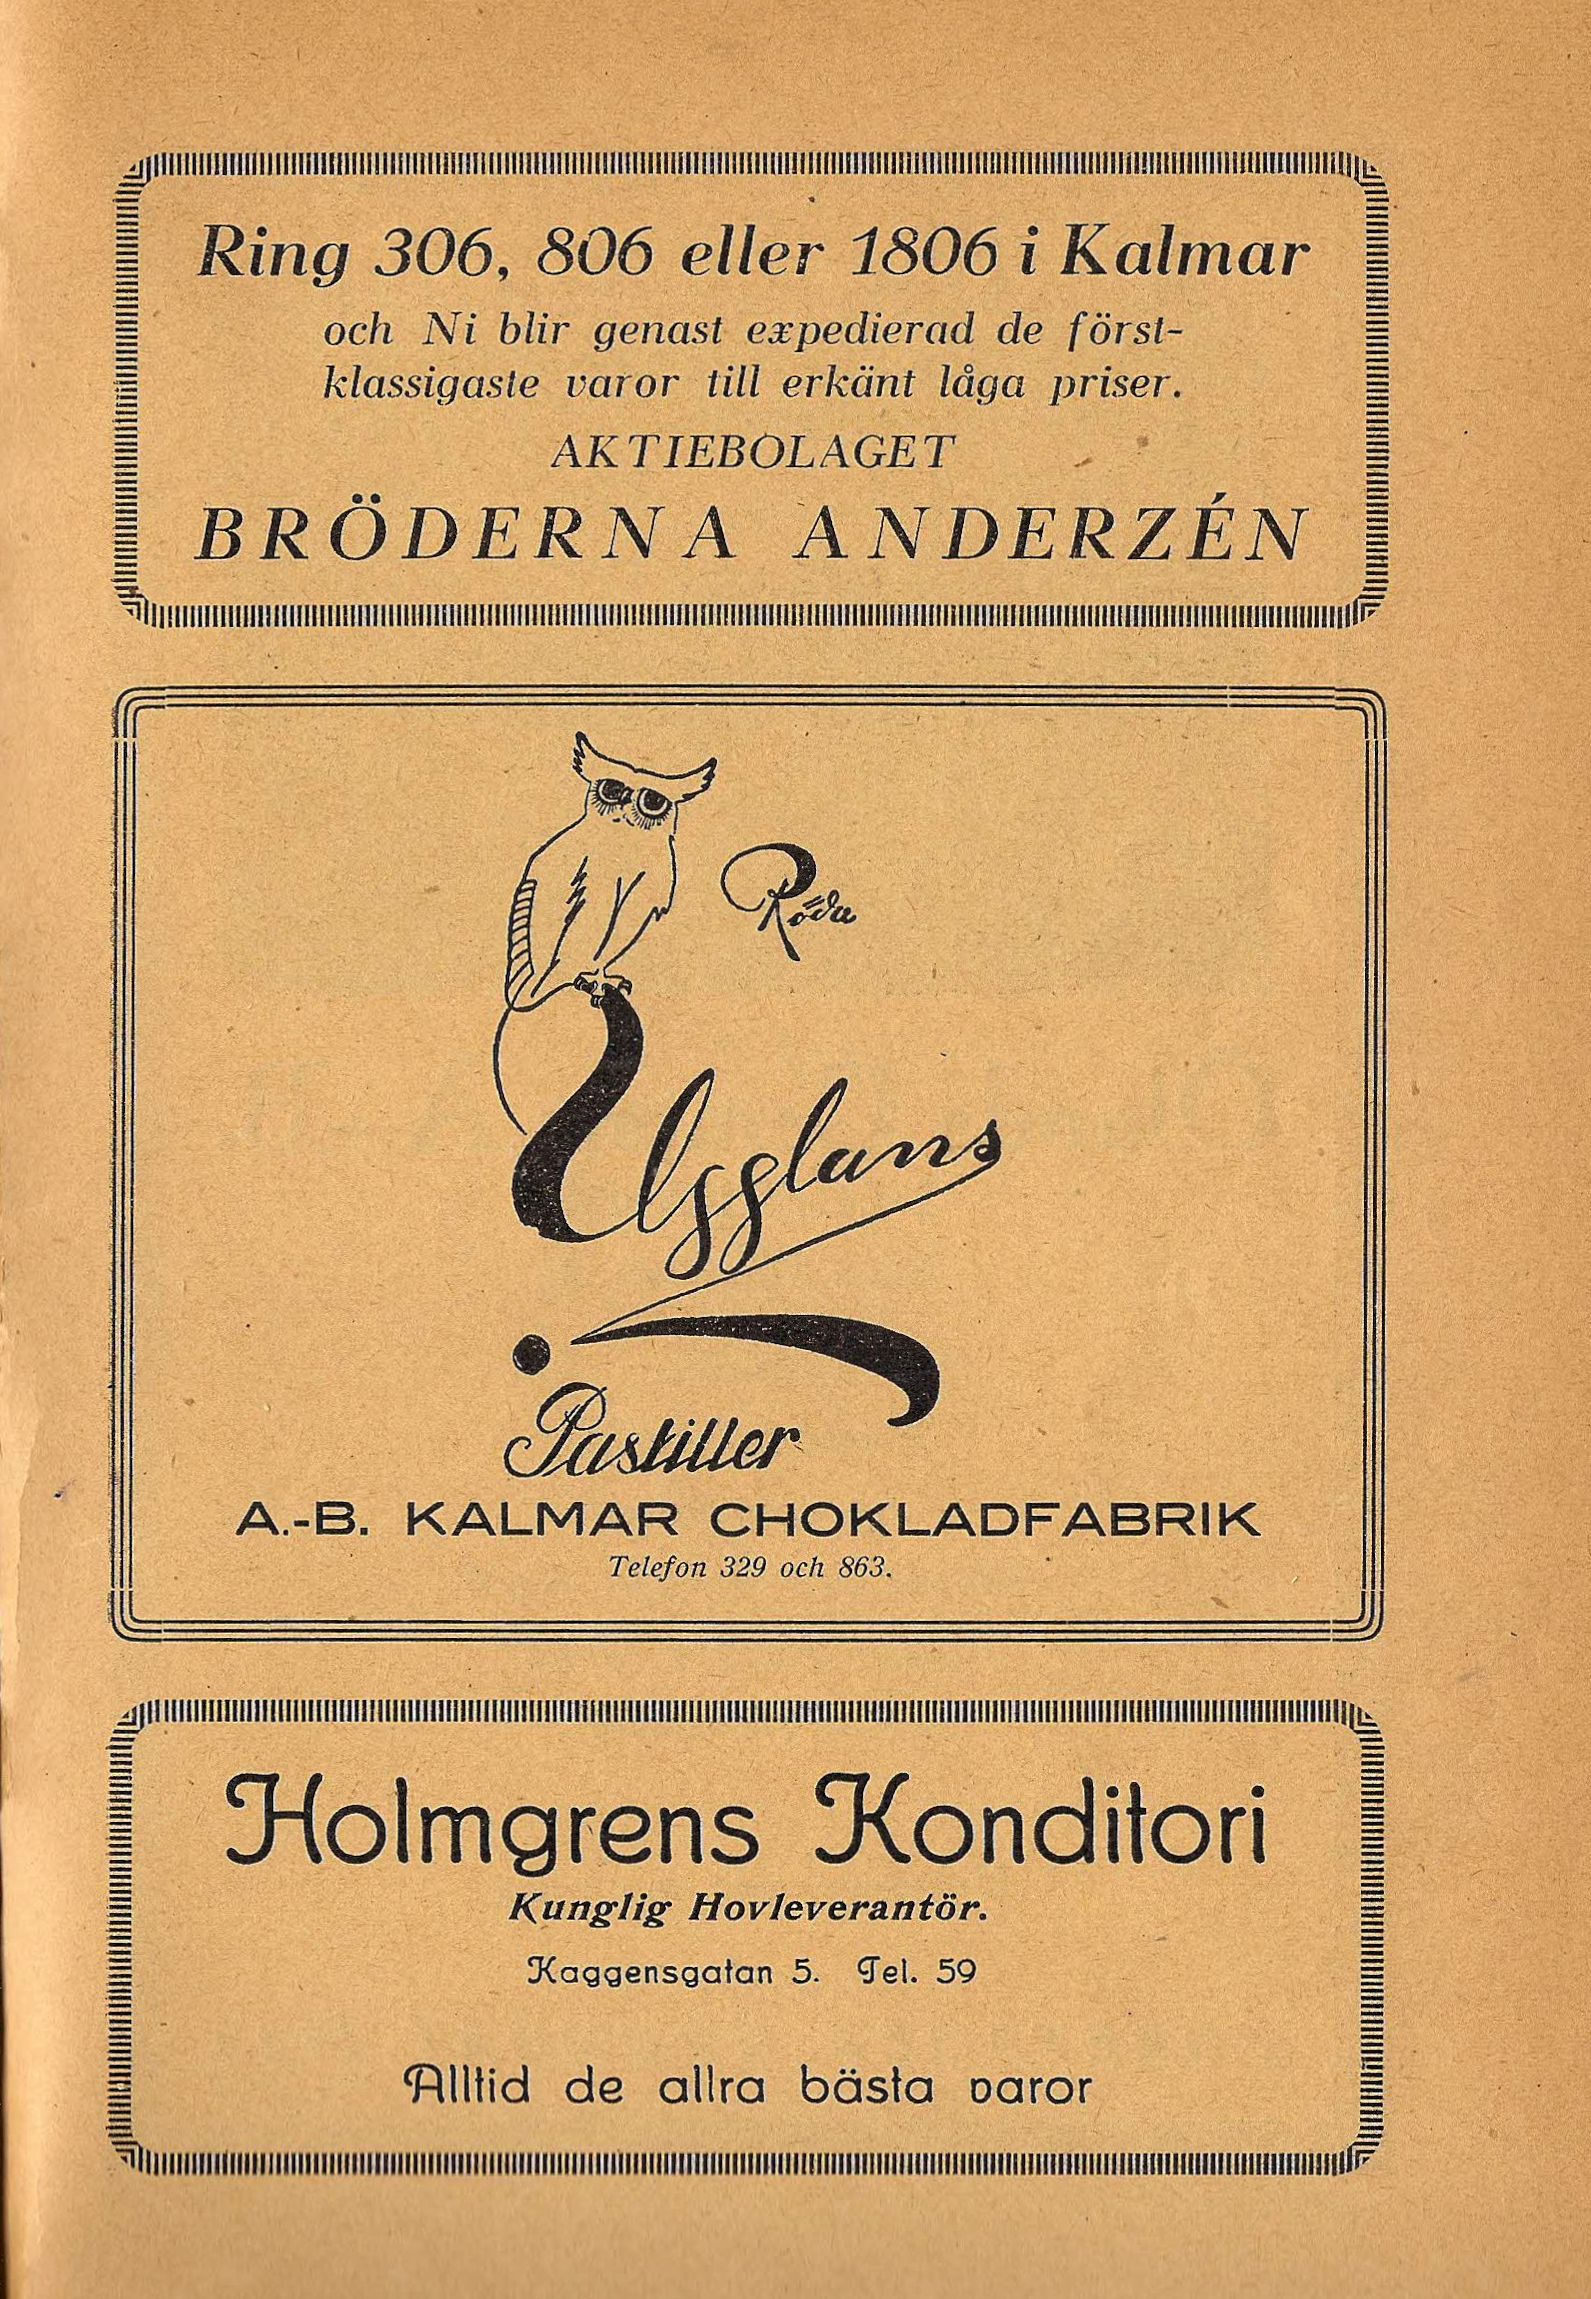 Ring 306, 806 eller 1806 i Kalmar
och Ni blir genast expedierad de först-
klassigaste varor till erkänt låga priser.
AKTIEBOLAGET
BRÖDERNA ANDERZÉN
Röda
Ugglans
Pastiller
A.-B. KALMAR CHOKLADFABRIK
Telefon 329 och 863.
Holmgrens Konditori
Kunglig Hovleverantör.
Kaggensgatan 5. Tel. 59
Alltid de allra bästa varor